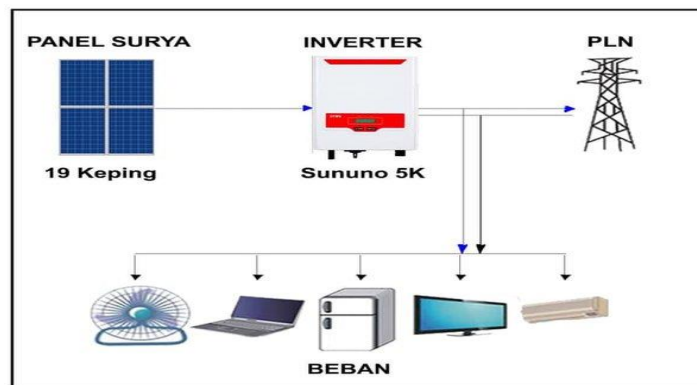 PANEL SURYA
INVERTER
PLN
19 Keping
Sununo 5K
BEBAN